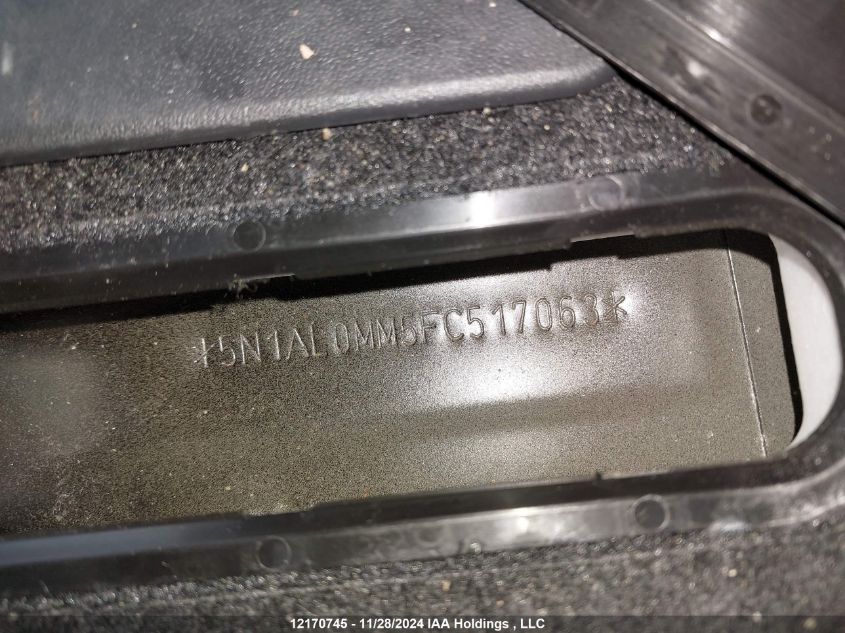 *5N1AL0MM5FC517063*
12170745 - 11/28/2024 IAA Holdings , LLC